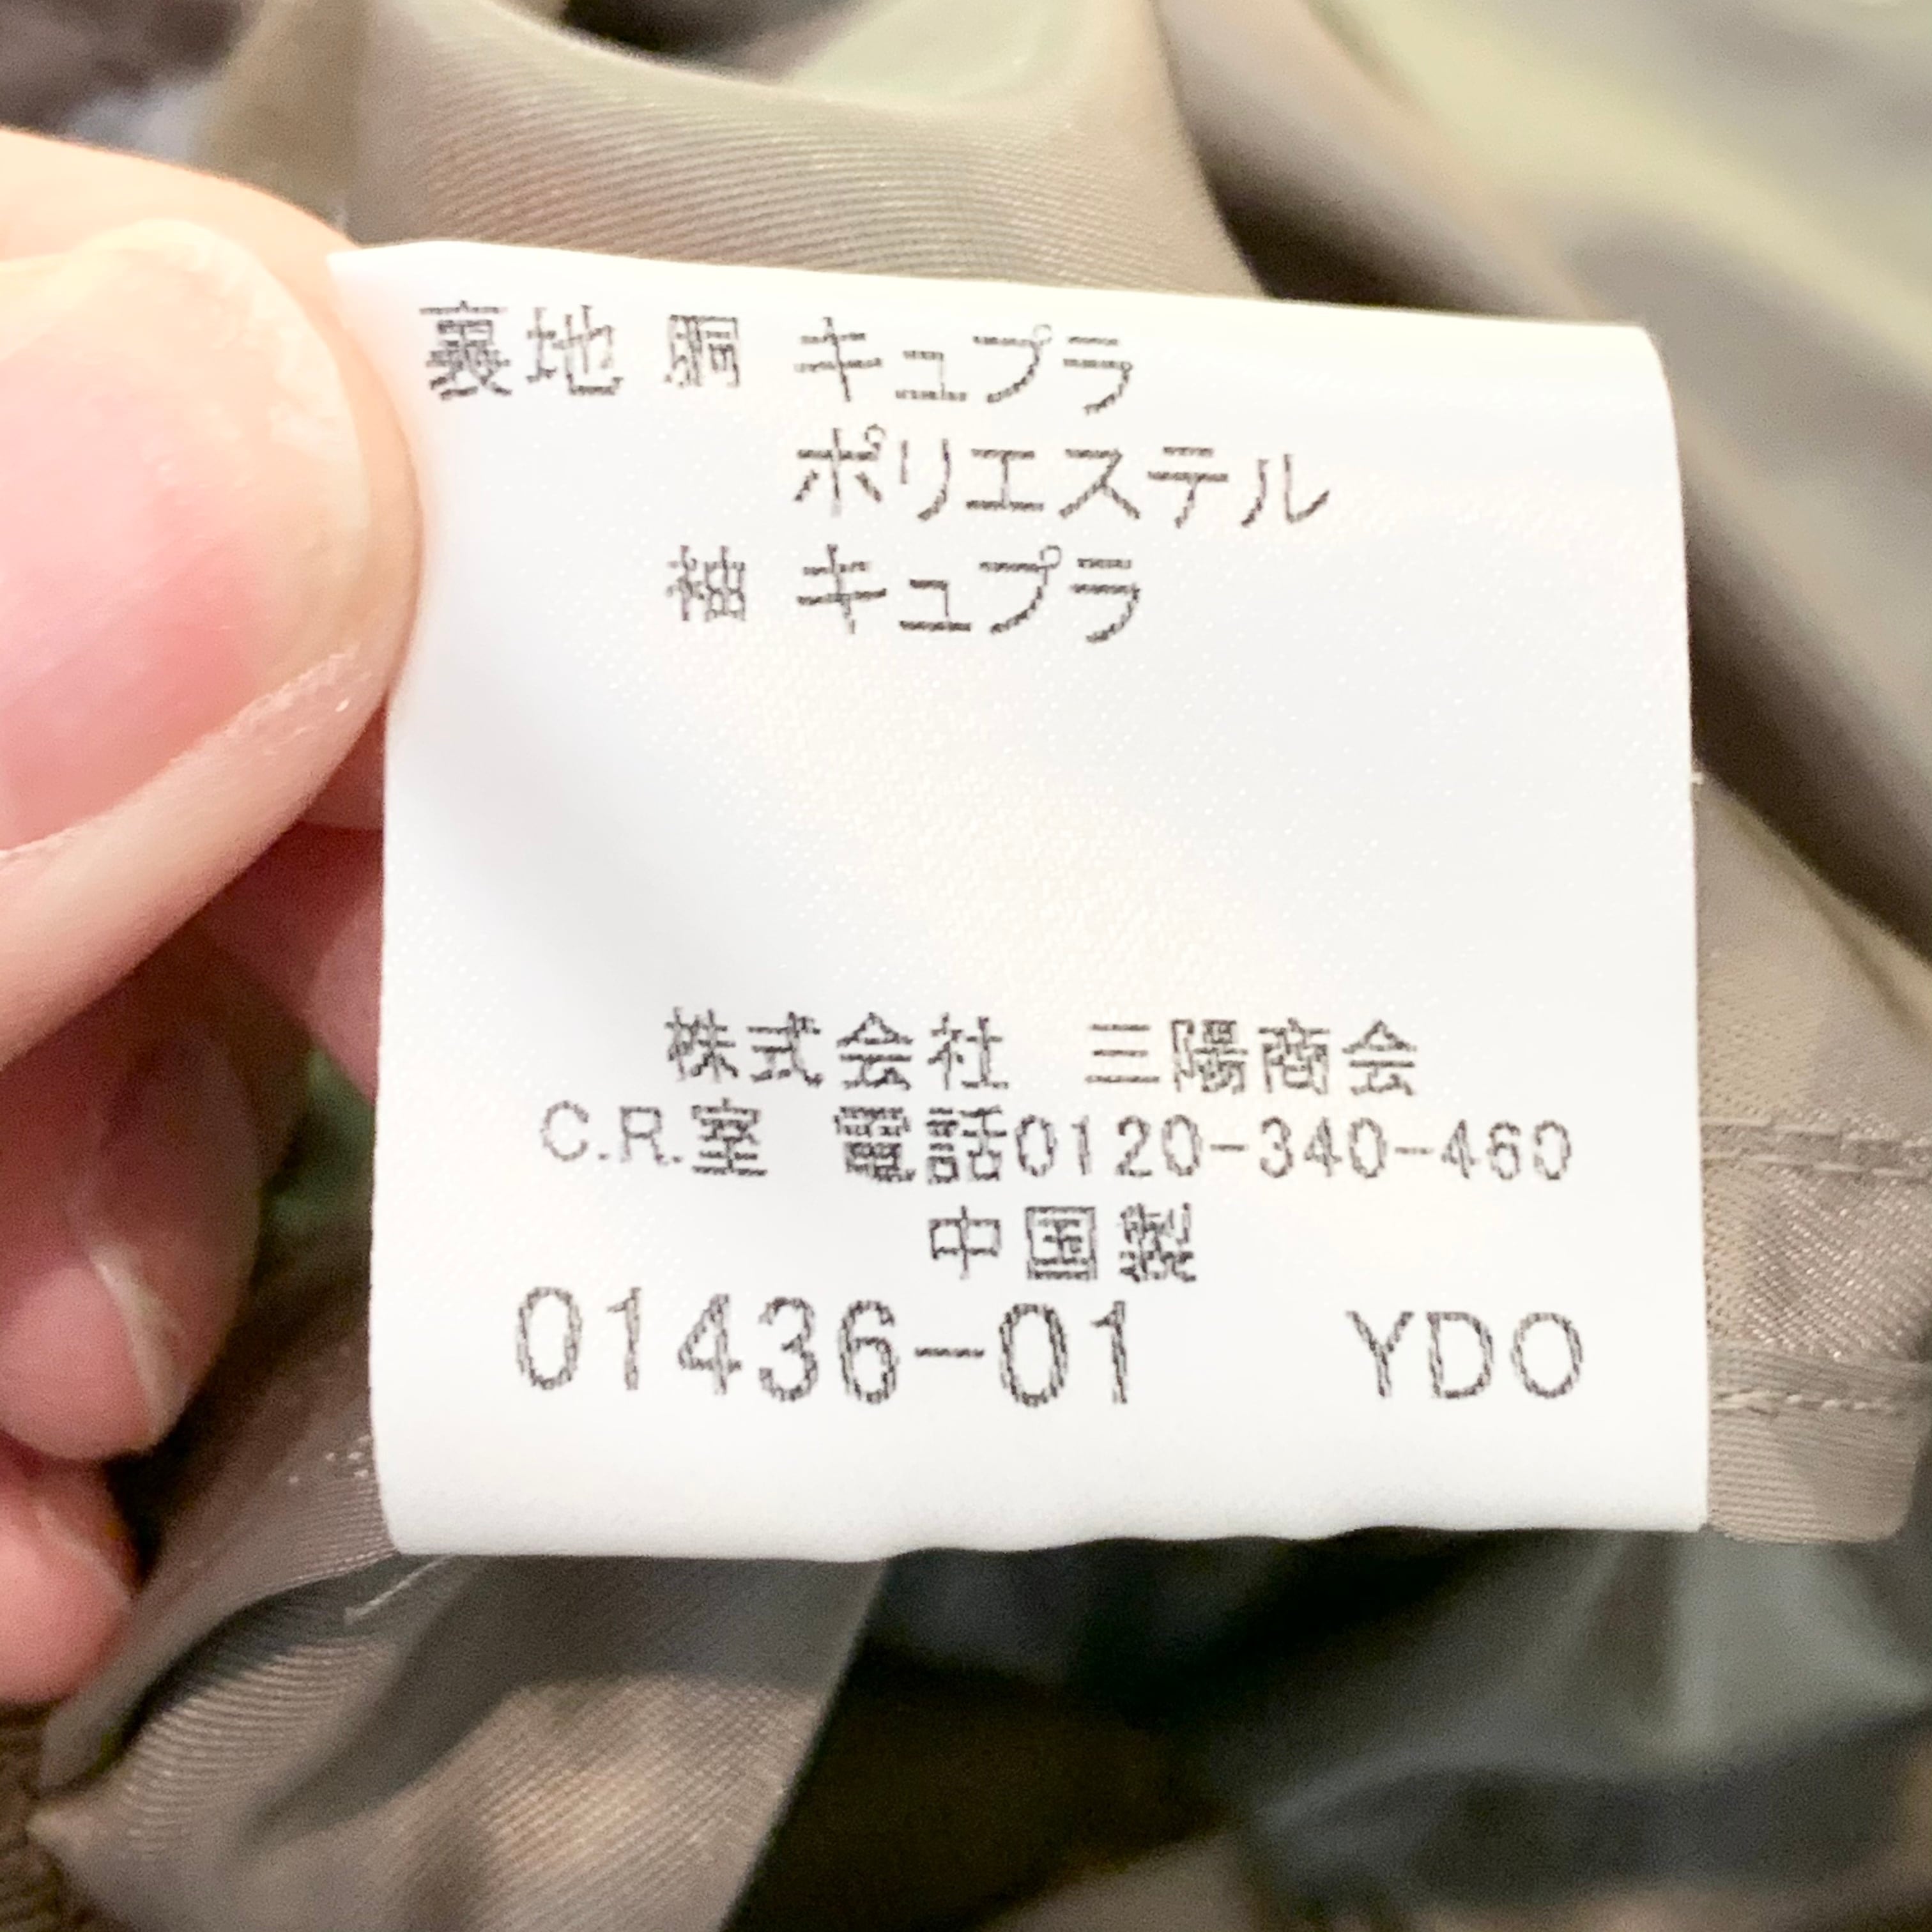 裏地 胴 キュプラ
ポリエステル
袖 キュプラ
株式会社 三陽商会
C.R.室 電話0120-340-460
中国製
01436-01 YDO